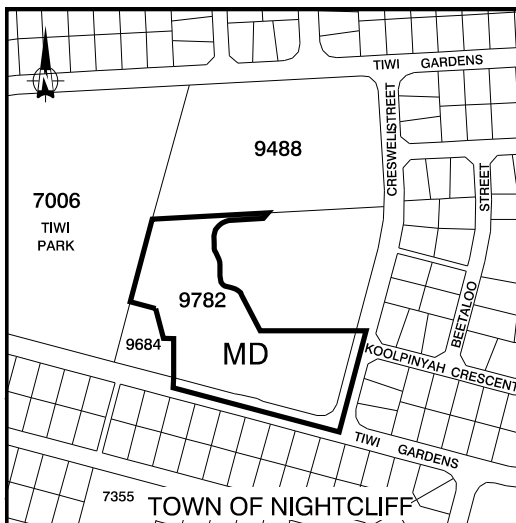 TIWI GARDENS
9488
CRESWELL STREET
7006
TIWI
PARK
STREET
BEETALOO
9782
9684
MD
KOOLPINYAH CRESCENT
TIWI GARDENS
7355
TOWN OF NIGHTCLIFF